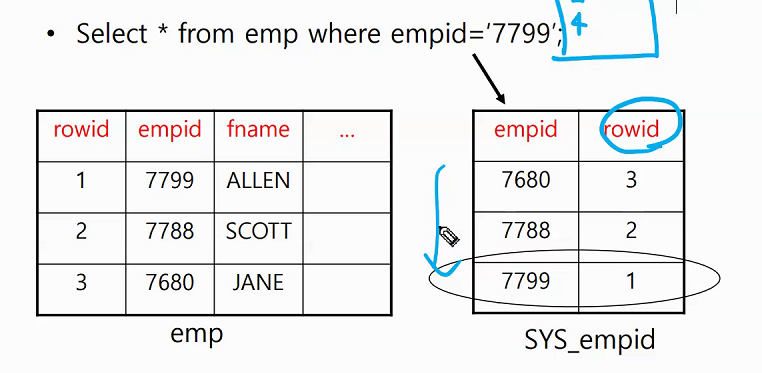 4
• Select * from emp where empid='7799';
rowid empid fname ...
1 7799 ALLEN
2 7788 SCOTT
3 7680 JANE
emp
empid rowid
7680 3
7788 2
7799 1
SYS_empid